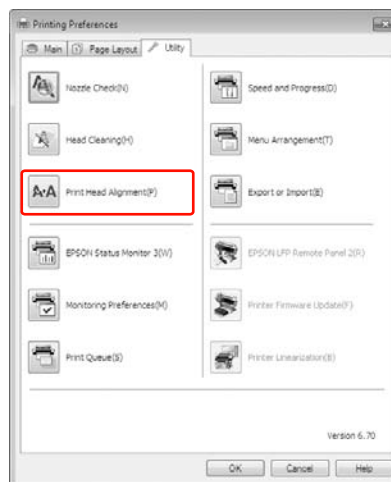 Printing Preferences
Main Page Layout Utility
Nozzle Check(N)
Speed and Progress(D)
Head Cleaning(H)
Menu Arrangement(T)
A·A Print Head Alignment(P)
Export or Import(E)
EPSON Status Monitor 3(W)
EPSON LFP Remote Panel 2(R)
Monitoring Preferences(M)
Printer Firmware Update(F)
Print Queue(S)
Printer Linearization(B)
Version 6.70
OK Cancel Help